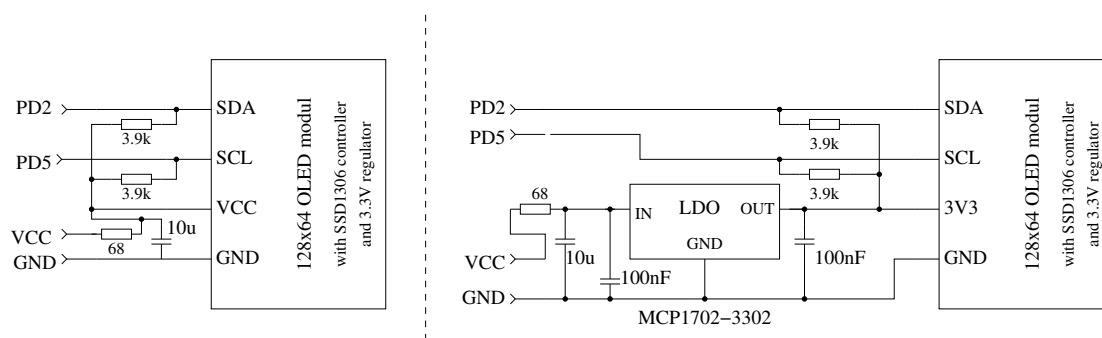 PD2
SDA
3.9k
PD5
SCL
3.9k
VCC
VCC
68
10u
GND
GND
128x64 OLED modul
with SSD1306 controller
and 3.3V regulator
PD2
SDA
PD5
3.9k
SCL
3.9k
68
IN
LDO
OUT
GND
3V3
VCC
10u
100nF
100nF
GND
GND
MCP1702-3302
128x64 OLED modul
with SSD1306 controller
and 3.3V regulator